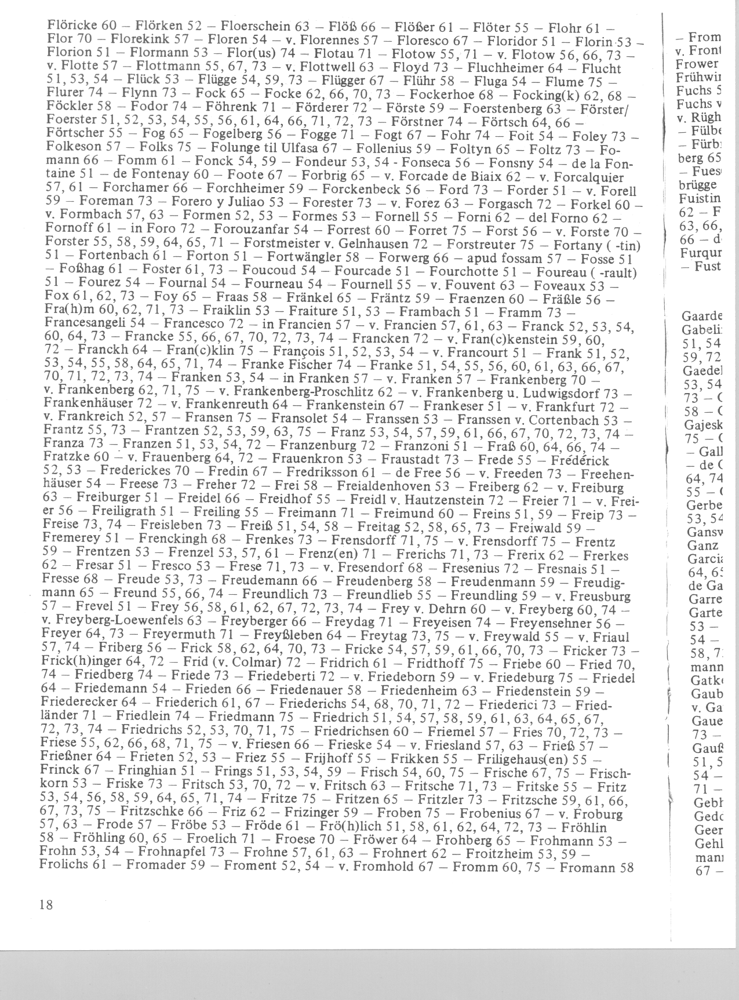 Flöricke 60 — Flörken 52 — Floerschein 63 — Flöß 66 — Flößer 61 — Flöter 55 — Flohr 61 —
Flor 70 — Florekink 57 — Floren 54 — v. Florennes 57 — Floresco 67 — Floridor 51 — Florin 53 —
Florion 51 — Flormann 53 — Flor(us) 74 — Flotau 71 — Flotow 55, 71 — v. Flotow 56, 66, 73 —
v. Flotte 57 — Flottmann 55, 67, 73 — v. Flottwell 63 — Floyd 73 — Fluchheimer 64 — Flucht
51, 53, 54 — Flück 53 — Flügge 54, 59, 73 — Flügger 67 — Flühr 58 — Fluga 54 — Flume 75 —
Flurer 74 — Flynn 73 — Fock 65 — Focke 62, 66, 70, 73 — Fockerhoe 68 — Focking(k) 62, 68 —
Föckler 58 — Fodor 74 — Föhrenk 71 — Förderer 72 — Förste 59 — Foerstenberg 63 — Förster/
Foerster 51, 52, 53, 54, 55, 56, 61, 64, 66, 71, 72, 73 — Förstner 74 — Förtsch 64, 66 —
Förtscher 55 — Fog 65 — Fogelberg 56 — Fogge 71 — Fogt 67 — Fohr 74 — Foit 54 — Foley 73 —
Folkeson 57 — Folks 75 — Folunge til Ulfasa 67 — Follenius 59 — Foltyn 65 — Foltz 73 — Fo-
mann 66 — Fomm 61 — Fonck 54, 59 — Fondeur 53, 54 - Fonseca 56 — Fonsny 54 — de la Fon-
taine 51 — de Fontenay 60 — Foote 67 — Forbrig 65 — v. Forcade de Biaix 62 — v. Forcalquier
57, 61 — Forchamer 66 — Forchheimer 59 — Forckenbeck 56 — Ford 73 — Forder 51 — v. Forell
59 — Foreman 73 — Forero y Juliao 53 — Forester 73 — v. Forez 63 — Forgasch 72 — Forkel 60 —
v. Formbach 57, 63 — Formen 52, 53 — Formes 53 — Fornell 55 — Forni 62 — del Forno 62 —
Fornoff 61 — in Foro 72 — Forouzanfar 54 — Forrest 60 — Forret 75 — Forst 56 — v. Forste 70 —
Forster 55, 58, 59, 64, 65, 71 — Forstmeister v. Gelnhausen 72 — Forstreuter 75 — Fortany ( -tin)
51 — Fortenbach 61 — Forton 51 — Fortwängler 58 — Forwerg 66 — apud fossam 57 — Fosse 51
— Foßhag 61 — Foster 61, 73 — Foucoud 54 — Fourcade 51 — Fourchotte 51 — Foureau ( -rault)
51 — Fourez 54 — Fournal 54 — Fourneau 54 — Fournell 55 — v. Fouvent 63 — Foveaux 53 —
Fox 61, 62, 73 — Foy 65 — Fraas 58 — Fränkel 65 — Fräntz 59 — Fraenzen 60 — Fräßle 56 —
Fra(h)m 60, 62, 71, 73 — Fraiklin 53 — Fraiture 51, 53 — Frambach 51 — Framm 73 —
Francesangeli 54 — Francesco 72 — in Francien 57 — v. Francien 57, 61, 63 — Franck 52, 53, 54,
60, 64, 73 — Francke 55, 66, 67, 70, 72, 73, 74 — Francken 72 — v. Fran(c)kenstein 59, 60,
72 — Franckh 64 — Fran(c)klin 75 — François 51, 52, 53, 54 — v. Francourt 51 — Frank 51, 52,
53, 54, 55, 58, 64, 65, 71, 74 — Franke Fischer 74 — Franke 51, 54, 55, 56, 60, 61, 63, 66, 67,
70, 71, 72, 73, 74 — Franken 53, 54 — in Franken 57 — v. Franken 57 — Frankenberg 70 —
v. Frankenberg 62, 71, 75 — v. Frankenberg-Proschlitz 62 — v. Frankenberg u. Ludwigsdorf 73 —
Frankenhäuser 72 — v. Frankenreuth 64 — Frankenstein 67 — Frankeser 51 — v. Frankfurt 72 —
v. Frankreich 52, 57 — Fransen 75 — Fransolet 54 — Franssen 53 — Franssen v. Cortenbach 53 —
Frantz 55, 73 — Frantzen 52, 53, 59, 63, 75 — Franz 53, 54, 57, 59, 61, 66, 67, 70, 72, 73, 74 —
Franza 73 — Franzen 51, 53, 54, 72 — Franzenburg 72 — Franzoni 51 — Fraß 60, 64, 66, 74 —
Fratzke 60 — v. Frauenberg 64, 72 — Frauenkron 53 — Fraustadt 73 — Frede 55 — Fréderick
52, 53 — Frederickes 70 — Fredin 67 — Fredriksson 61 — de Free 56 — v. Freeden 73 — Freehen-
häuser 54 — Freese 73 — Freher 72 — Frei 58 — Freialdenhoven 53 — Freiberg 62 — v. Freiburg
63 — Freiburger 51 — Freidel 66 — Freidhof 55 — Freidl v. Hautzenstein 72 — Freier 71 — v. Frei-
er 56 — Freiligrath 51 — Freiling 55 — Freimann 71 — Freimund 60 — Freins 51, 59 — Freip 73 —
Freise 73, 74 — Freisleben 73 — Freiß 51, 54, 58 — Freitag 52, 58, 65, 73 — Freiwald 59 —
Fremerey 51 — Frenckingh 68 — Frenkes 73 — Frensdorff 71, 75 — v. Frensdorff 75 — Frentz
59 — Frentzen 53 — Frenzel 53, 57, 61 — Frenz(en) 71 — Frerichs 71, 73 — Frerix 62 — Frerkes
62 — Fresar 51 — Fresco 53 — Frese 71, 73 — v. Fresendorf 68 — Fresenius 72 — Fresnais 51 —
Fresse 68 — Freude 53, 73 — Freudemann 66 — Freudenberg 58 — Freudenmann 59 — Freudig-
mann 65 — Freund 55, 66, 74 — Freundlich 73 — Freundlieb 55 — Freundling 59 — v. Freusburg
57 — Frevel 51 — Frey 56, 58, 61, 62, 67, 72, 73, 74 — Frey v. Dehrn 60 — v. Freyberg 60, 74 —
v. Freyberg-Loewenfels 63 — Freyberger 66 — Freydag 71 — Freyeisen 74 — Freyensehner 56 —
Freyer 64, 73 — Freyermuth 71 — Freyßleben 64 — Freytag 73, 75 — v. Freywald 55 — v. Friaul
57, 74 — Friberg 56 — Frick 58, 62, 64, 70, 73 — Fricke 54, 57, 59, 61, 66, 70, 73 — Fricker 73 —
Frick(h)inger 64, 72 — Frid (v. Colmar) 72 — Fridrich 61 — Fridthoff 75 — Friebe 60 — Fried 70,
74 — Friedberg 74 — Friede 73 — Friedeberti 72 — v. Friedeborn 59 — v. Friedeburg 75 — Friedel
64 — Friedemann 54 — Frieden 66 — Friedenauer 58 — Friedenheim 63 — Friedenstein 59 —
Friederecker 64 — Friederich 61, 67 — Friederichs 54, 68, 70, 71, 72 — Friederici 73 — Fried-
länder 71 — Friedlein 74 — Friedmann 75 — Friedrich 51, 54, 57, 58, 59, 61, 63, 64, 65, 67,
72, 73, 74 — Friedrichs 52, 53, 70, 71, 75 — Friedrichsen 60 — Friemel 57 — Fries 70, 72, 73 —
Friese 55, 62, 66, 68, 71, 75 — v. Friesen 66 — Frieske 54 — v. Friesland 57, 63 — Frieß 57 —
Frießner 64 — Frieten 52, 53 — Friez 55 — Frijhoff 55 — Frikken 55 — Friligehaus(en) 55 —
Frinck 67 — Fringhian 51 — Frings 51, 53, 54, 59 — Frisch 54, 60, 75 — Frische 67, 75 — Frisch-
korn 53 — Friske 73 — Fritsch 53, 70, 72 — v. Fritsch 63 — Fritsche 71, 73 — Fritske 55 — Fritz
53, 54, 56, 58, 59, 64, 65, 71, 74 — Fritze 75 — Fritzen 65 — Fritzler 73 — Fritzsche 59, 61, 66,
67, 73, 75 — Fritzschke 66 — Friz 62 — Frizinger 59 — Froben 75 — Frobenius 67 — v. Froburg
57, 63 — Frode 57 — Fröbe 53 — Fröde 61 — Frö(h)lich 51, 58, 61, 62, 64, 72, 73 — Fröhlin
58 — Fröhling 60, 65 — Froelich 71 — Froese 70 — Fröwer 64 — Frohberg 65 — Frohmann 53 —
Frohn 53, 54 — Frohnapfel 73 — Frohne 57, 61, 63 — Frohnert 62 — Froitzheim 53, 59 —
Frolichs 61 — Fromader 59 — Froment 52, 54 — v. Fromhold 67 — Fromm 60, 75 — Fromann 58
18
— From
v. Front
Frower
Frühwi
Fuchs 5
Fuchs v
v. Rügh
— Fülbe
— Fürb
berg 65
— Fues
brügge
Fuistin
62 — F
63, 66,
66 — d
Furqur
— Fust
Gaarde
Gabeli
51, 54
59, 72
Gaedel
53, 54
73 —
58 —
Gajesk
75 —
— Gall
— de
64, 74
55 —
Gerbe
53, 54
Gansv
Ganz
Garcia
64, 6
de Ga
Garre
Garte
53 —
54 —
58, 7
mann
Gatk
Gaub
v. Ga
Gaue
73 —
Gauß
51, 5
54 —
71 —
Gebh
Gedo
Geer
Gehl
mann
67 —